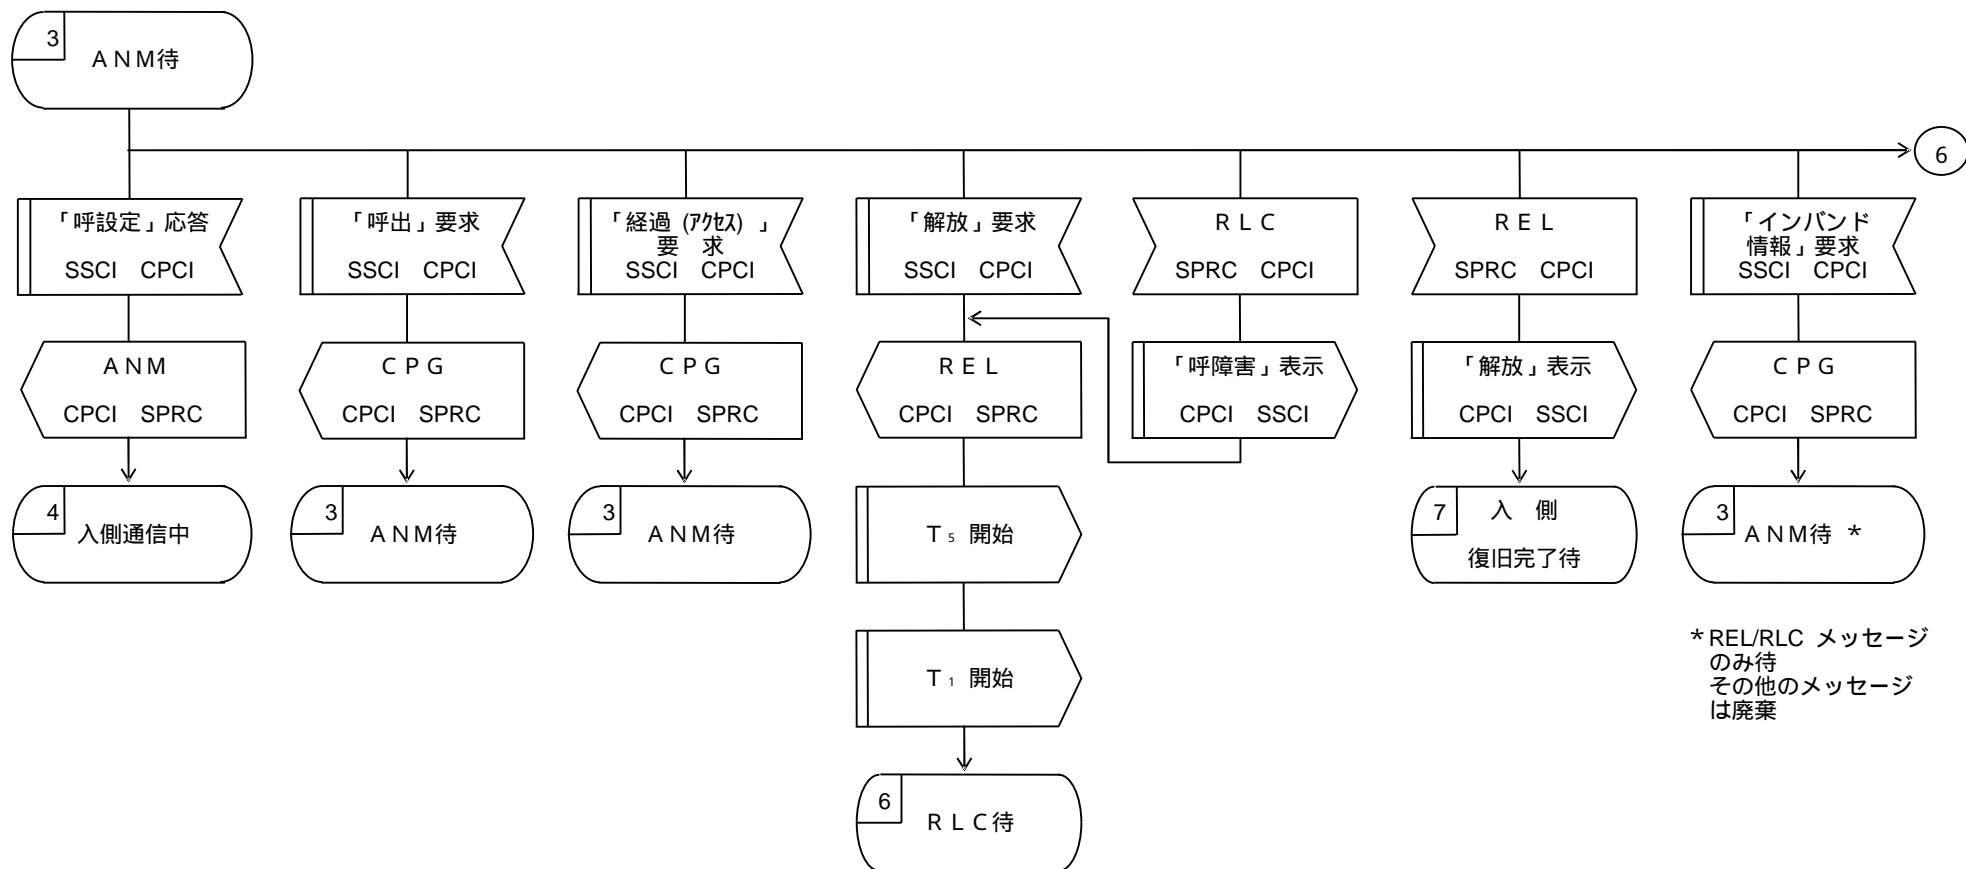 3
ANM待
6
「呼設定」応答
SSCI CPCI
「呼出」要求
SSCI CPCI
「経過 (ｱｸｾｽ) 」
要 求
SSCI CPCI
「解放」要求
SSCI CPCI
RLC
SPRC CPCI
REL
SPRC CPCI
「インバンド
情報」要求
SSCI CPCI
ANM
CPCI SPRC
CPG
CPCI SPRC
CPG
CPCI SPRC
REL
CPCI SPRC
「呼障害」表示
CPCI SSCI
「解放」表示
CPCI SSCI
CPG
CPCI SPRC
4
入側通信中
3
ANM待
3
ANM待
T₅ 開始
7
入 側
復旧完了待
3
ANM待 *
T₁ 開始
* REL/RLC メッセージ
のみ待
その他のメッセージ
は廃棄
6
RLC待